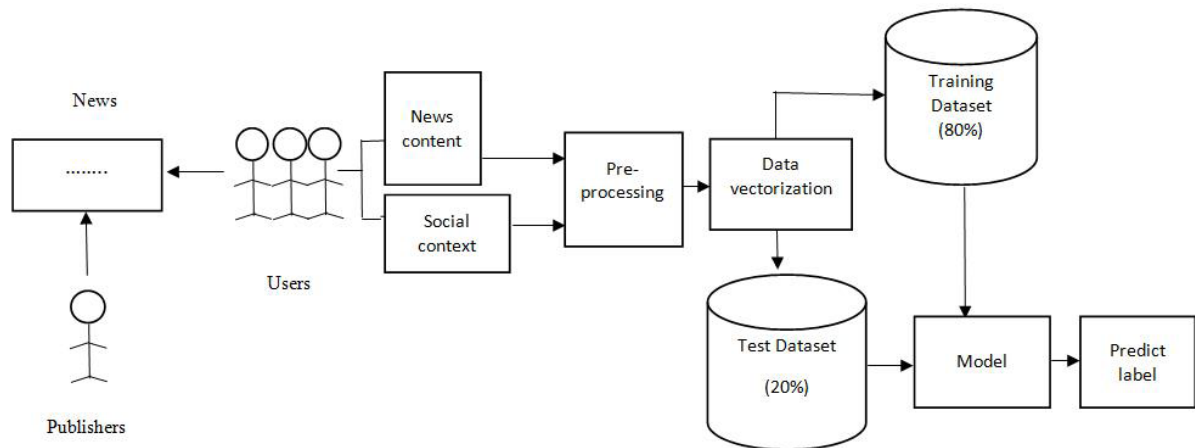 News
........
Publishers
Users
News
content
Social
context
Pre-
processing
Data
vectorization
Training
Dataset
(80%)
Test Dataset
(20%)
Model
Predict
label